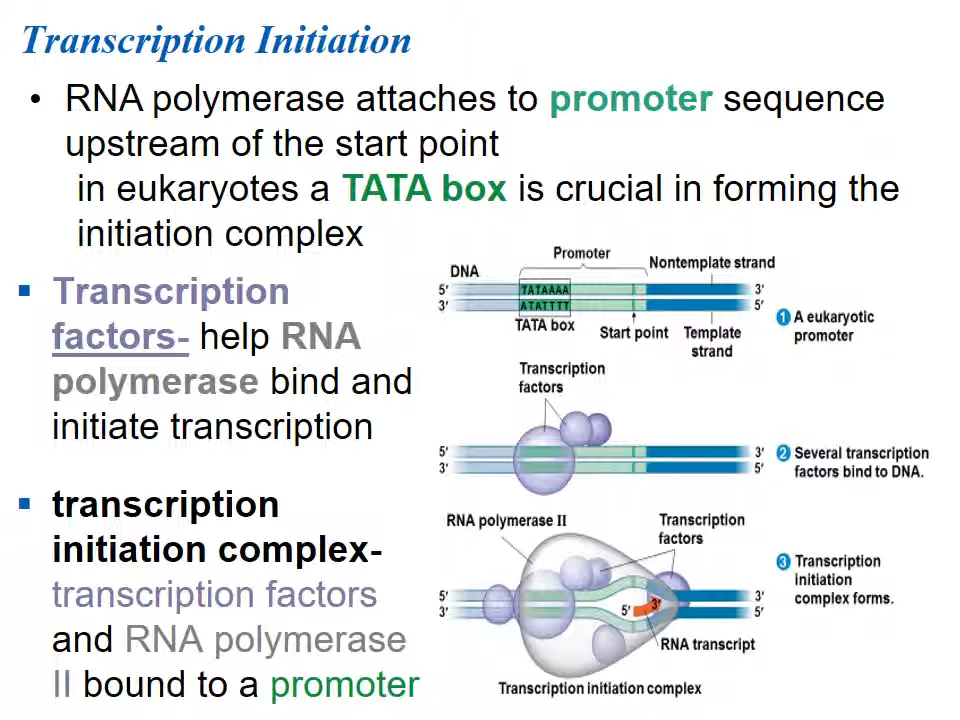 Transcription Initiation
• RNA polymerase attaches to promoter sequence
upstream of the start point
in eukaryotes a TATA box is crucial in forming the
initiation complex
▪ Transcription
factors- help RNA
polymerase bind and
initiate transcription
▪ transcription
initiation complex-
transcription factors
and RNA polymerase
II bound to a promoter
Promoter
DNA
Nontemplate strand
5′
3′
TATAAAA
ATATTTT
3′
5′
TATA box
Start point
Template
strand
1 A eukaryotic
promoter
Transcription
factors
5′
3′
3′
5′
2 Several transcription
factors bind to DNA.
RNA polymerase II
Transcription
factors
5′
3′
5′
3′
3′
5′
RNA transcript
3 Transcription
initiation
complex forms.
Transcription initiation complex